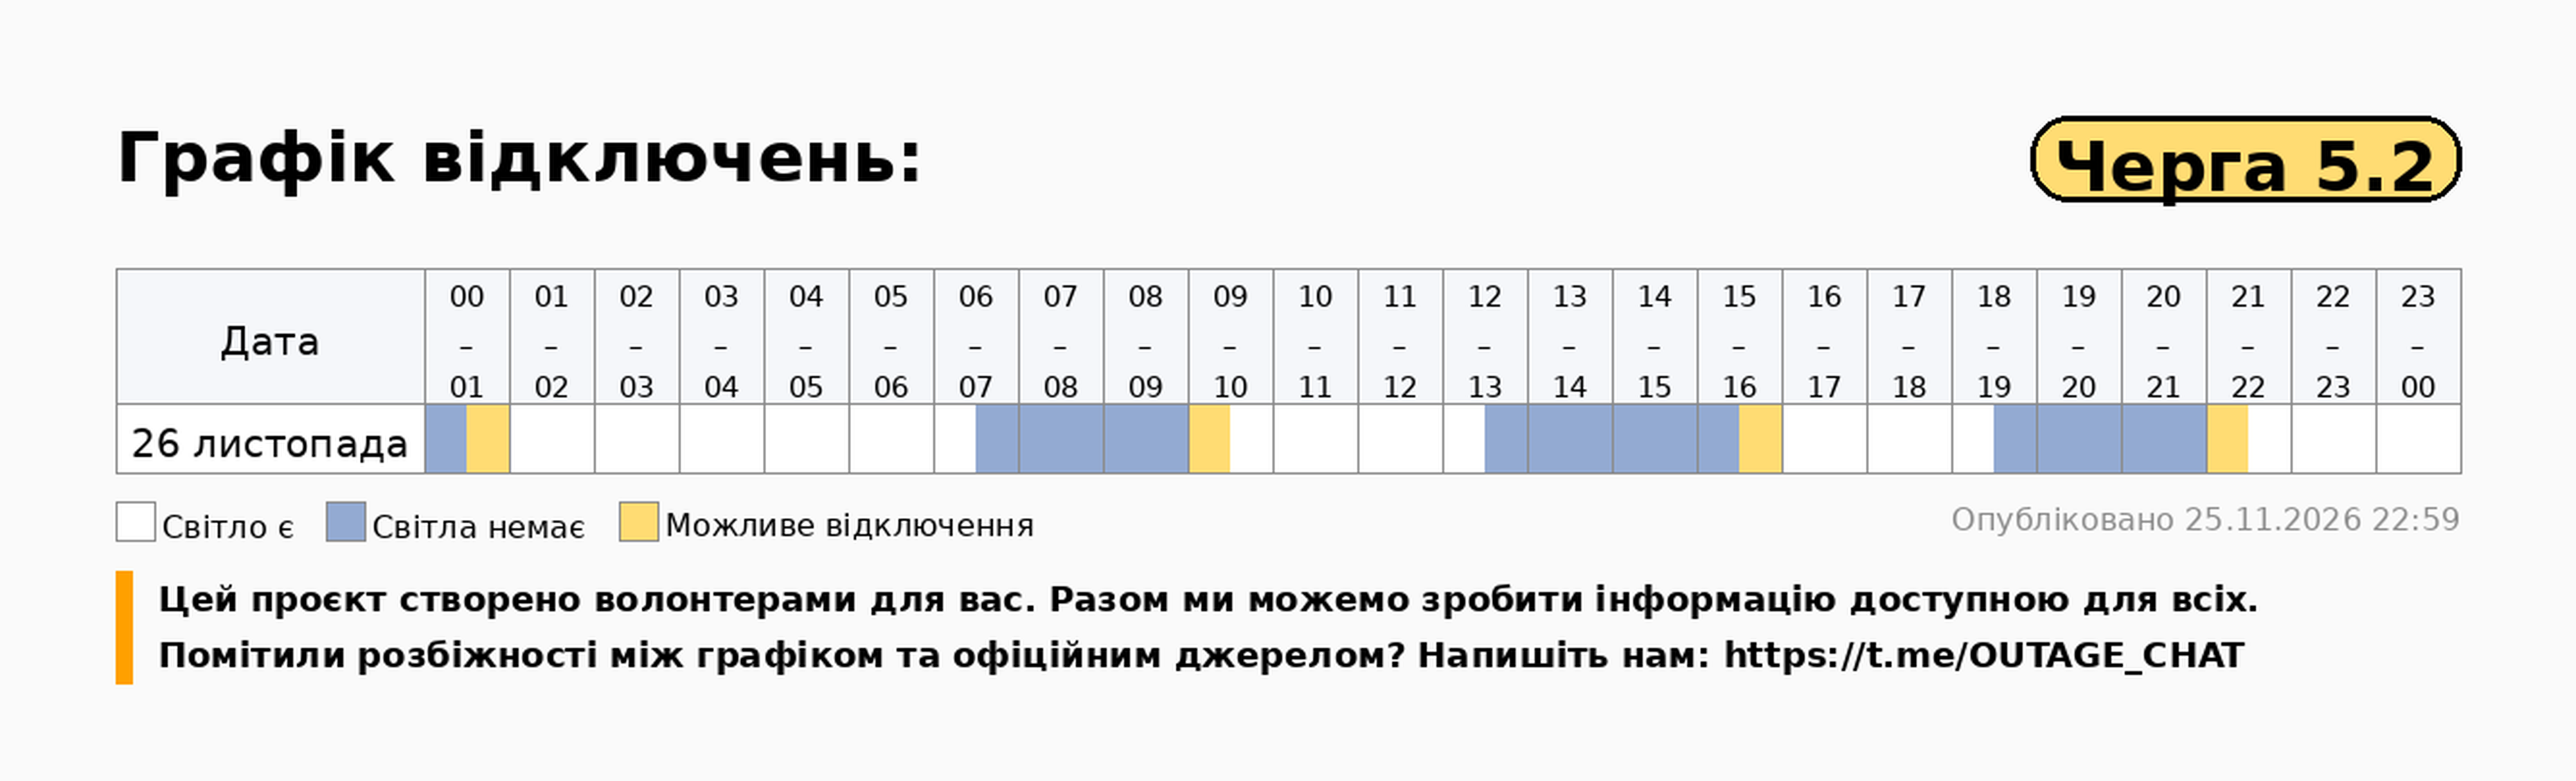 Графік відключень:
Черга 5.2
Дата 00 – 01 01 – 02 02 – 03 03 – 04 04 – 05 05 – 06 06 – 07 07 – 08 08 – 09 09 – 10 10 – 11 11 – 12 12 – 13 13 – 14 14 – 15 15 – 16 16 – 17 17 – 18 18 – 19 19 – 20 20 – 21 21 – 22 22 – 23 23 – 00
26 листопада
Світло є Світла немає Можливе відключення
Опубліковано 25.11.2026 22:59
Цей проєкт створено волонтерами для вас. Разом ми можемо зробити інформацію доступною для всіх.
Помітили розбіжності між графіком та офіційним джерелом? Напишіть нам: https://t.me/OUTAGE_CHAT